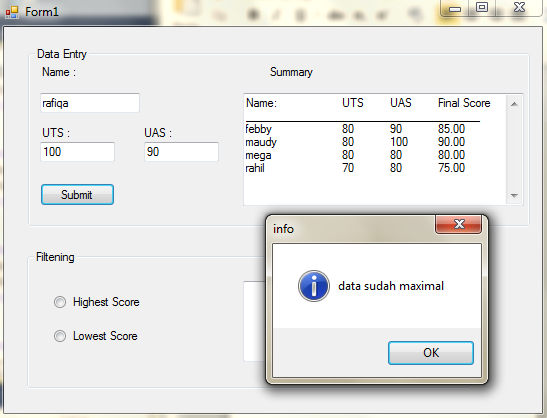 Form1
Data Entry
Name :
Summary
rafiqa
Name: UTS UAS Final Score
febby 80 90 85.00
maudy 80 100 90.00
mega 80 80 80.00
rahil 70 80 75.00
UTS : UAS :
100 90
Submit
info
data sudah maximal
OK
Filtening
Highest Score
Lowest Score